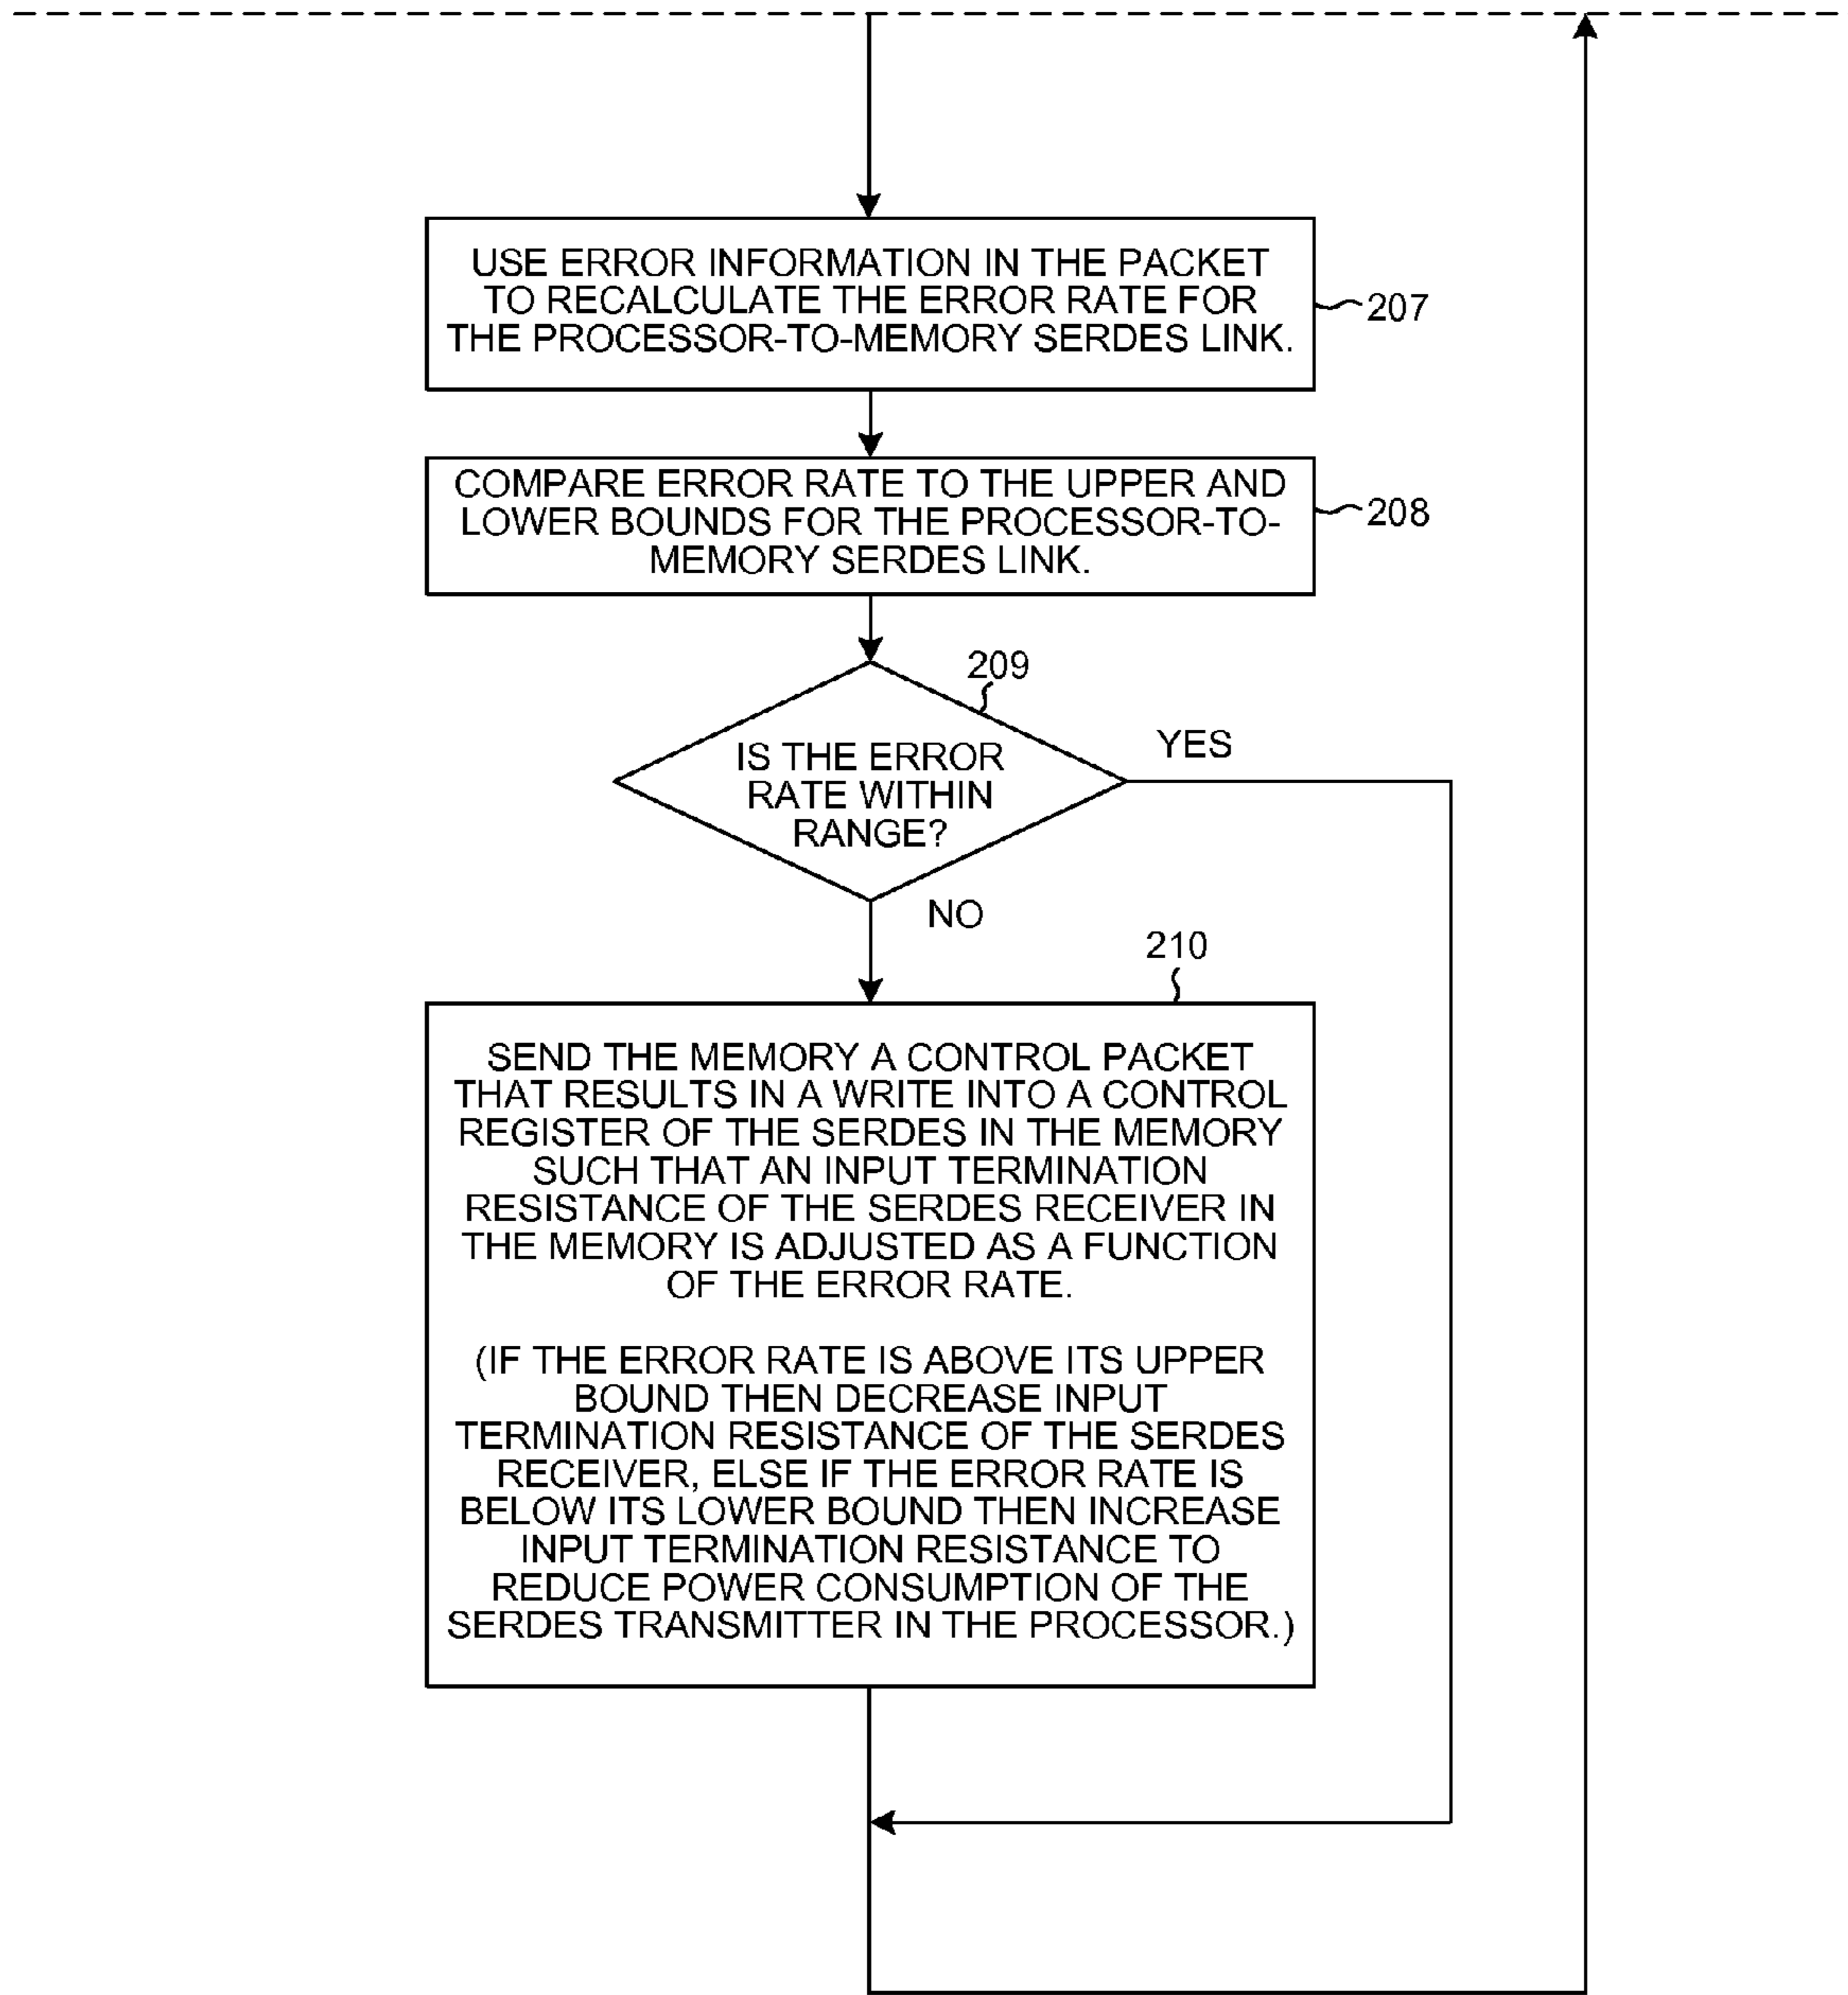 USE ERROR INFORMATION IN THE PACKET
TO RECALCULATE THE ERROR RATE FOR
THE PROCESSOR-TO-MEMORY SERDES LINK.
207
COMPARE ERROR RATE TO THE UPPER AND
LOWER BOUNDS FOR THE PROCESSOR-TO-
MEMORY SERDES LINK.
208
209
IS THE ERROR
RATE WITHIN
RANGE?
YES
NO
210
SEND THE MEMORY A CONTROL PACKET
THAT RESULTS IN A WRITE INTO A CONTROL
REGISTER OF THE SERDES IN THE MEMORY
SUCH THAT AN INPUT TERMINATION
RESISTANCE OF THE SERDES RECEIVER IN
THE MEMORY IS ADJUSTED AS A FUNCTION
OF THE ERROR RATE.
(IF THE ERROR RATE IS ABOVE ITS UPPER
BOUND THEN DECREASE INPUT
TERMINATION RESISTANCE OF THE SERDES
RECEIVER, ELSE IF THE ERROR RATE IS
BELOW ITS LOWER BOUND THEN INCREASE
INPUT TERMINATION RESISTANCE TO
REDUCE POWER CONSUMPTION OF THE
SERDES TRANSMITTER IN THE PROCESSOR.)